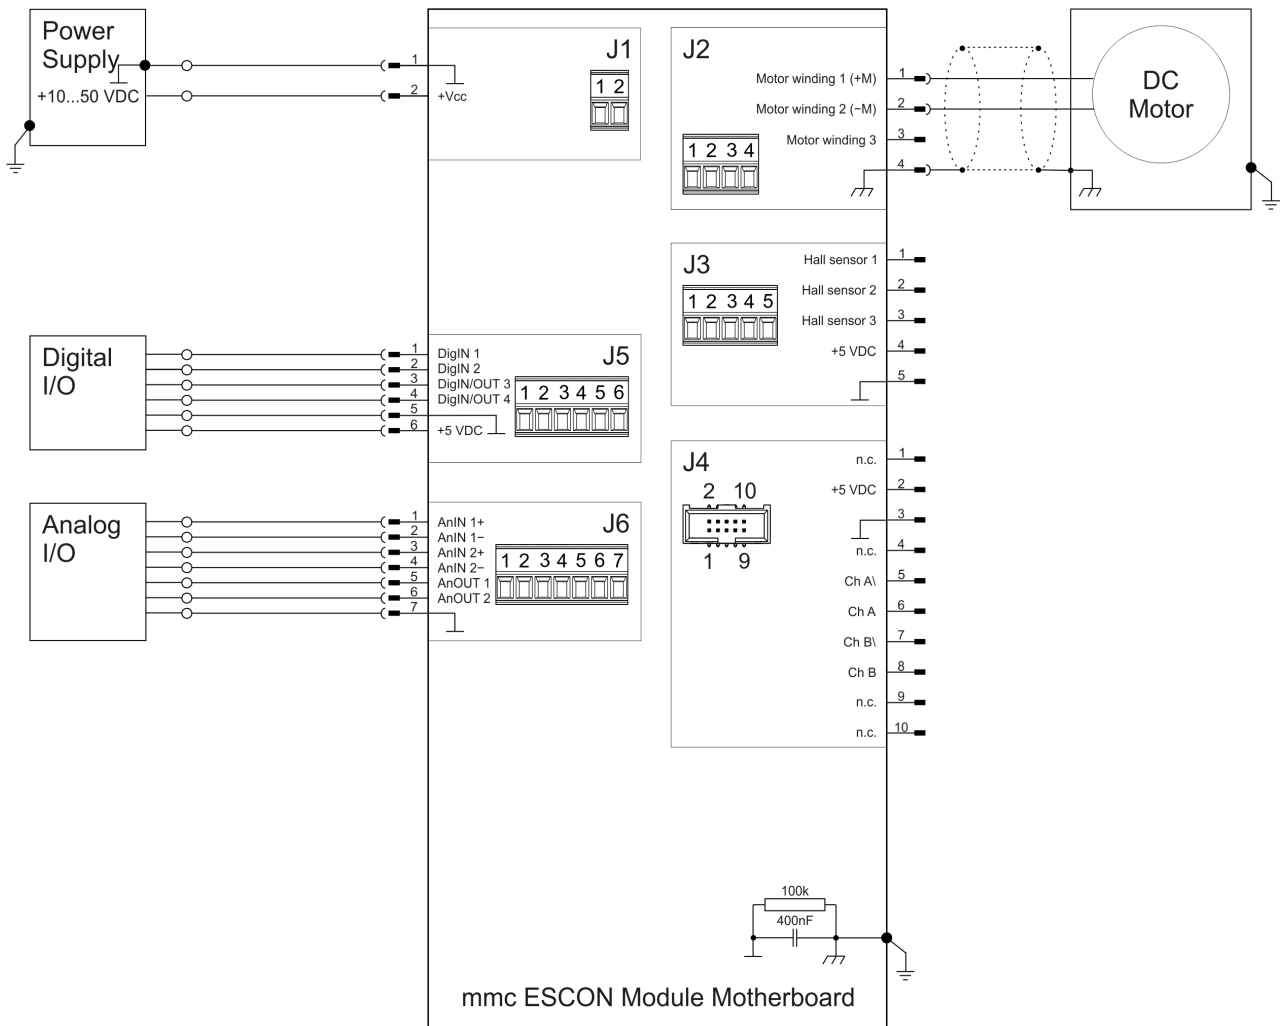 Power
Supply
+10...50 VDC
1
2
+Vcc
J1
1 2
J2
Motor winding 1 (+M)
1
Motor winding 2 (−M)
2
Motor winding 3
3
4
1 2 3 4
DC
Motor
J3
1 2 3 4 5
Hall sensor 1
1
Hall sensor 2
2
Hall sensor 3
3
+5 VDC
4
5
Digital
I/O
1
DigIN 1
2
DigIN 2
3
DigIN/OUT 3
4
DigIN/OUT 4
5
6
+5 VDC
J5
1 2 3 4 5 6
J4
2 10
1 9
n.c.
1
+5 VDC
2
3
n.c.
4
Ch A\
5
Ch A
6
Ch B\
7
Ch B
8
n.c.
9
n.c.
10
Analog
I/O
1
AnIN 1+
2
AnIN 1−
3
AnIN 2+
4
AnIN 2−
5
AnOUT 1
6
AnOUT 2
7
J6
1 2 3 4 5 6 7
100k
400nF
mmc ESCON Module Motherboard